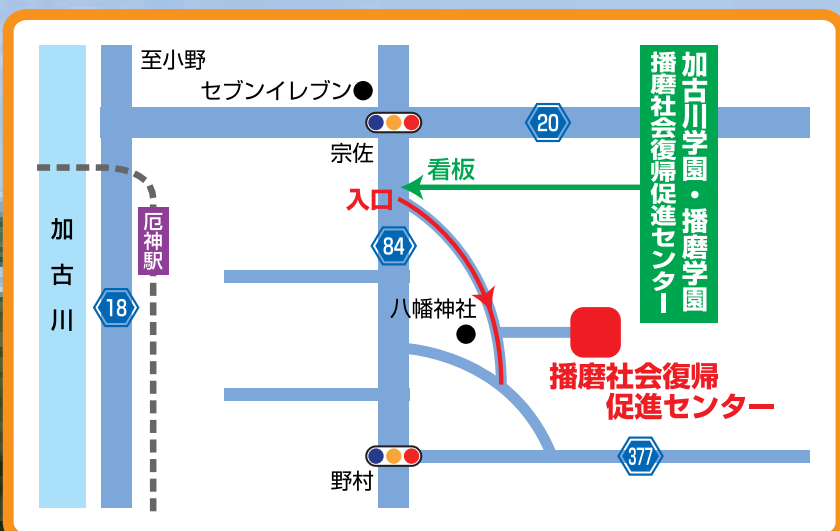 至小野
セブンイレブン
20
宗佐
看板
入口
加古川学園・播磨学園
播磨社会復帰促進センター
加古川
厄神駅
84
18
八幡神社
播磨社会復帰
促進センター
377
野村